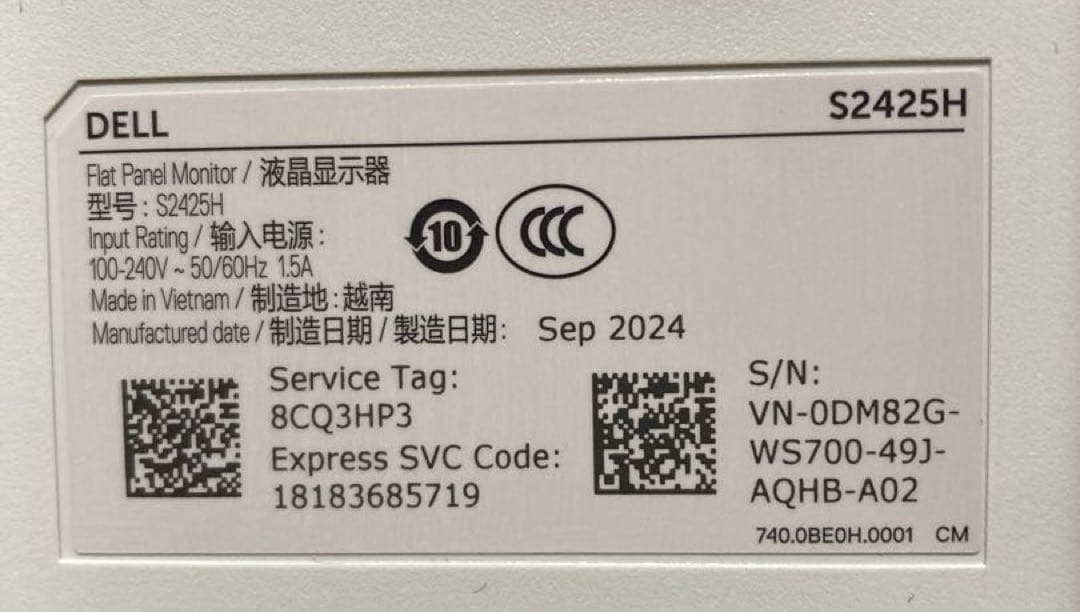 DELL
S2425H
Flat Panel Monitor / 液晶显示器
型号: S2425H
Input Rating / 输入电源:
100-240V ~ 50/60Hz 1.5A
Made in Vietnam / 制造地: 越南
Manufactured date / 制造日期 / 製造日期: Sep 2024
10
CCC
Service Tag:
8CQ3HP3
Express SVC Code:
18183685719
S/N:
VN-0DM82G-
WS700-49J-
AQHB-A02
740.0BE0H.0001 CM